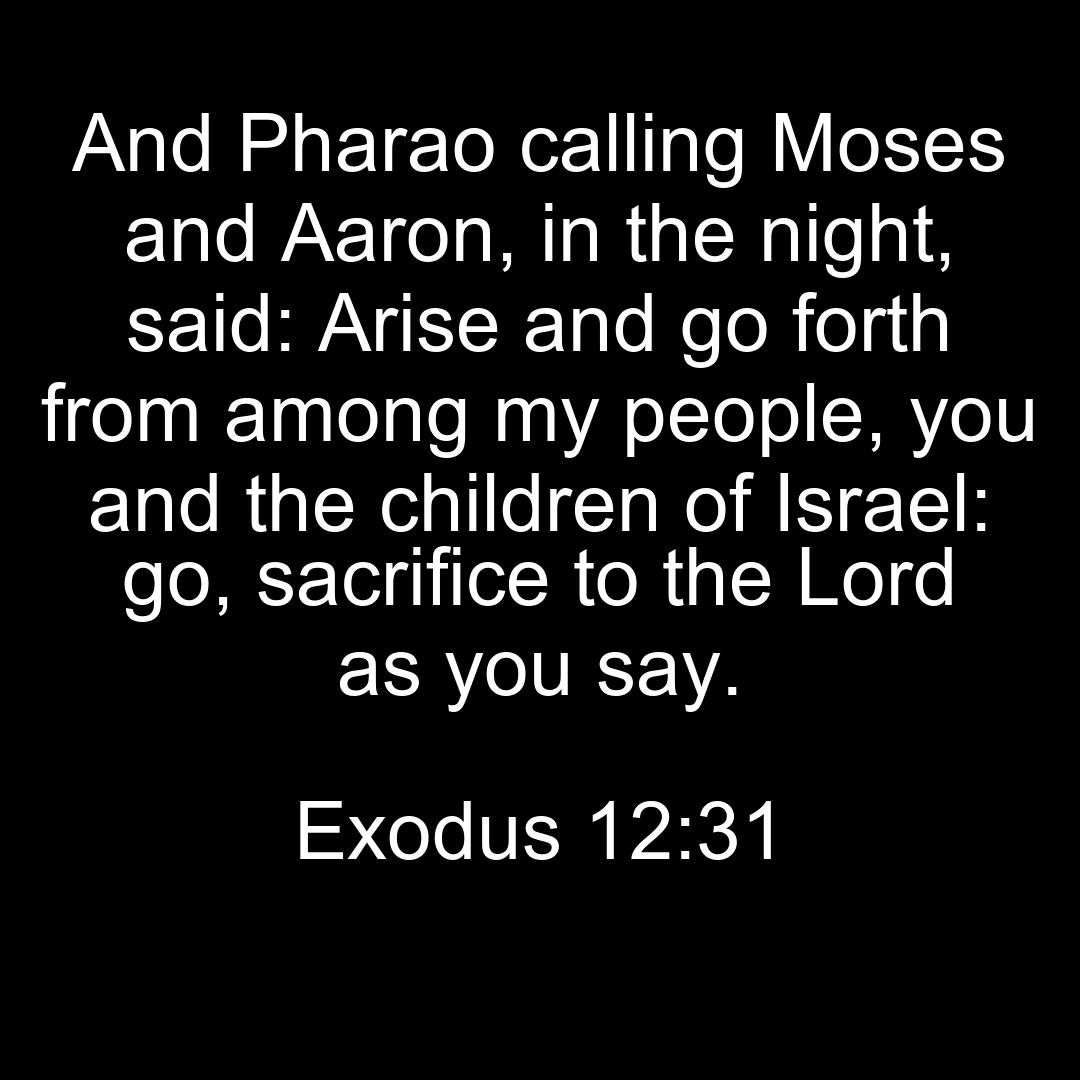 And Pharao calling Moses
and Aaron, in the night,
said: Arise and go forth
from among my people, you
and the children of Israel:
go, sacrifice to the Lord
as you say.
Exodus 12:31